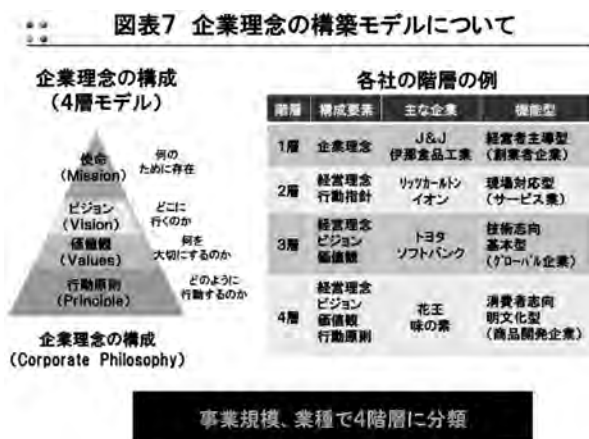 図表7 企業理念の構築モデルについて
企業理念の構成
（4層モデル）
使命
(Mission)
何の
ために存在
ビジョン
(Vision)
どこに
行くのか
価値観
(Values)
何を
大切にするのか
行動原則
(Principle)
どのように
行動するのか
企業理念の構成
(Corporate Philosophy)
各社の階層の例
階層 構成要素 主な企業 機能型
1層 企業理念 J&J
伊那食品工業 経営者主導型
(創業者企業)
2層 経営理念
行動指針 リッツカールトン
イオン 現場対応型
(サービス業)
3層 経営理念
ビジョン
価値観 トヨタ
ソフトバンク 技術志向
基本型
(グローバル企業)
4層 経営理念
ビジョン
価値観
行動原則 花王
味の素 消費者志向
明文化型
(商品開発企業)
事業規模、業種で4階層に分類